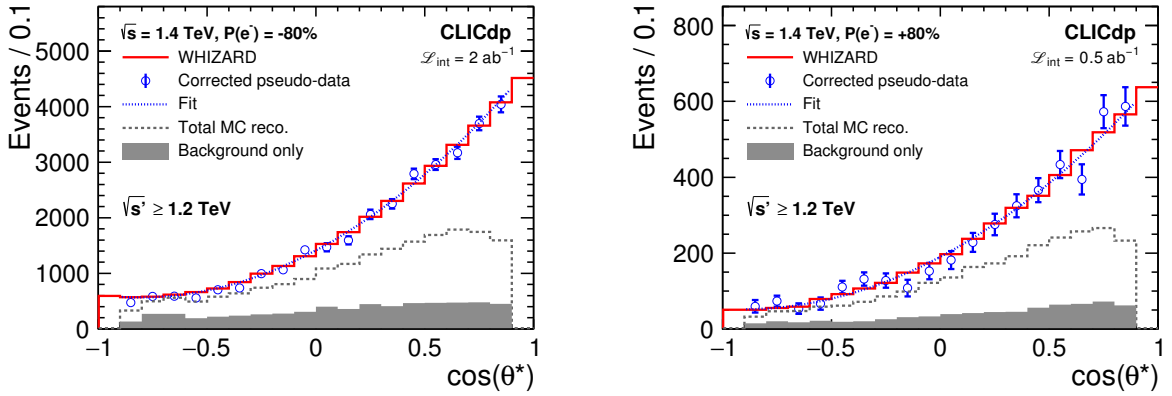 √s = 1.4 TeV, P(e⁻) = -80%
CLICdp
WHIZARD
ℒint = 2 ab⁻¹
Corrected pseudo-data
Fit
Total MC reco.
Background only
√s' ≥ 1.2 TeV
Events / 0.1
5000
4000
3000
2000
1000
0
−1 −0.5 0 0.5 1
cos(θ*)
√s = 1.4 TeV, P(e⁻) = +80%
CLICdp
WHIZARD
ℒint = 0.5 ab⁻¹
Corrected pseudo-data
Fit
Total MC reco.
Background only
√s' ≥ 1.2 TeV
Events / 0.1
800
600
400
200
0
−1 −0.5 0 0.5 1
cos(θ*)